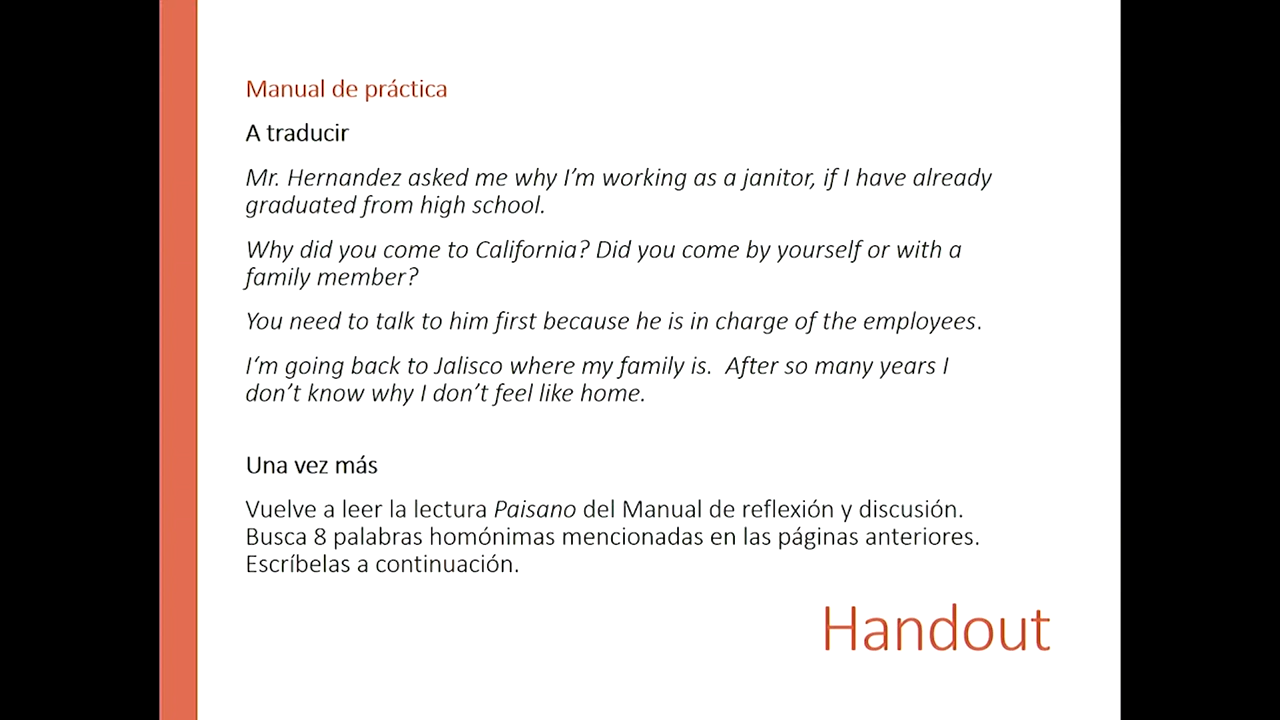 Manual de práctica
A traducir
Mr. Hernandez asked me why I’m working as a janitor, if I have already
graduated from high school.
Why did you come to California? Did you come by yourself or with a
family member?
You need to talk to him first because he is in charge of the employees.
I‘m going back to Jalisco where my family is.  After so many years I
don’t know why I don’t feel like home.
Una vez más
Vuelve a leer la lectura Paisano del Manual de reflexión y discusión.
Busca 8 palabras homónimas mencionadas en las páginas anteriores.
Escríbelas a continuación.
Handout